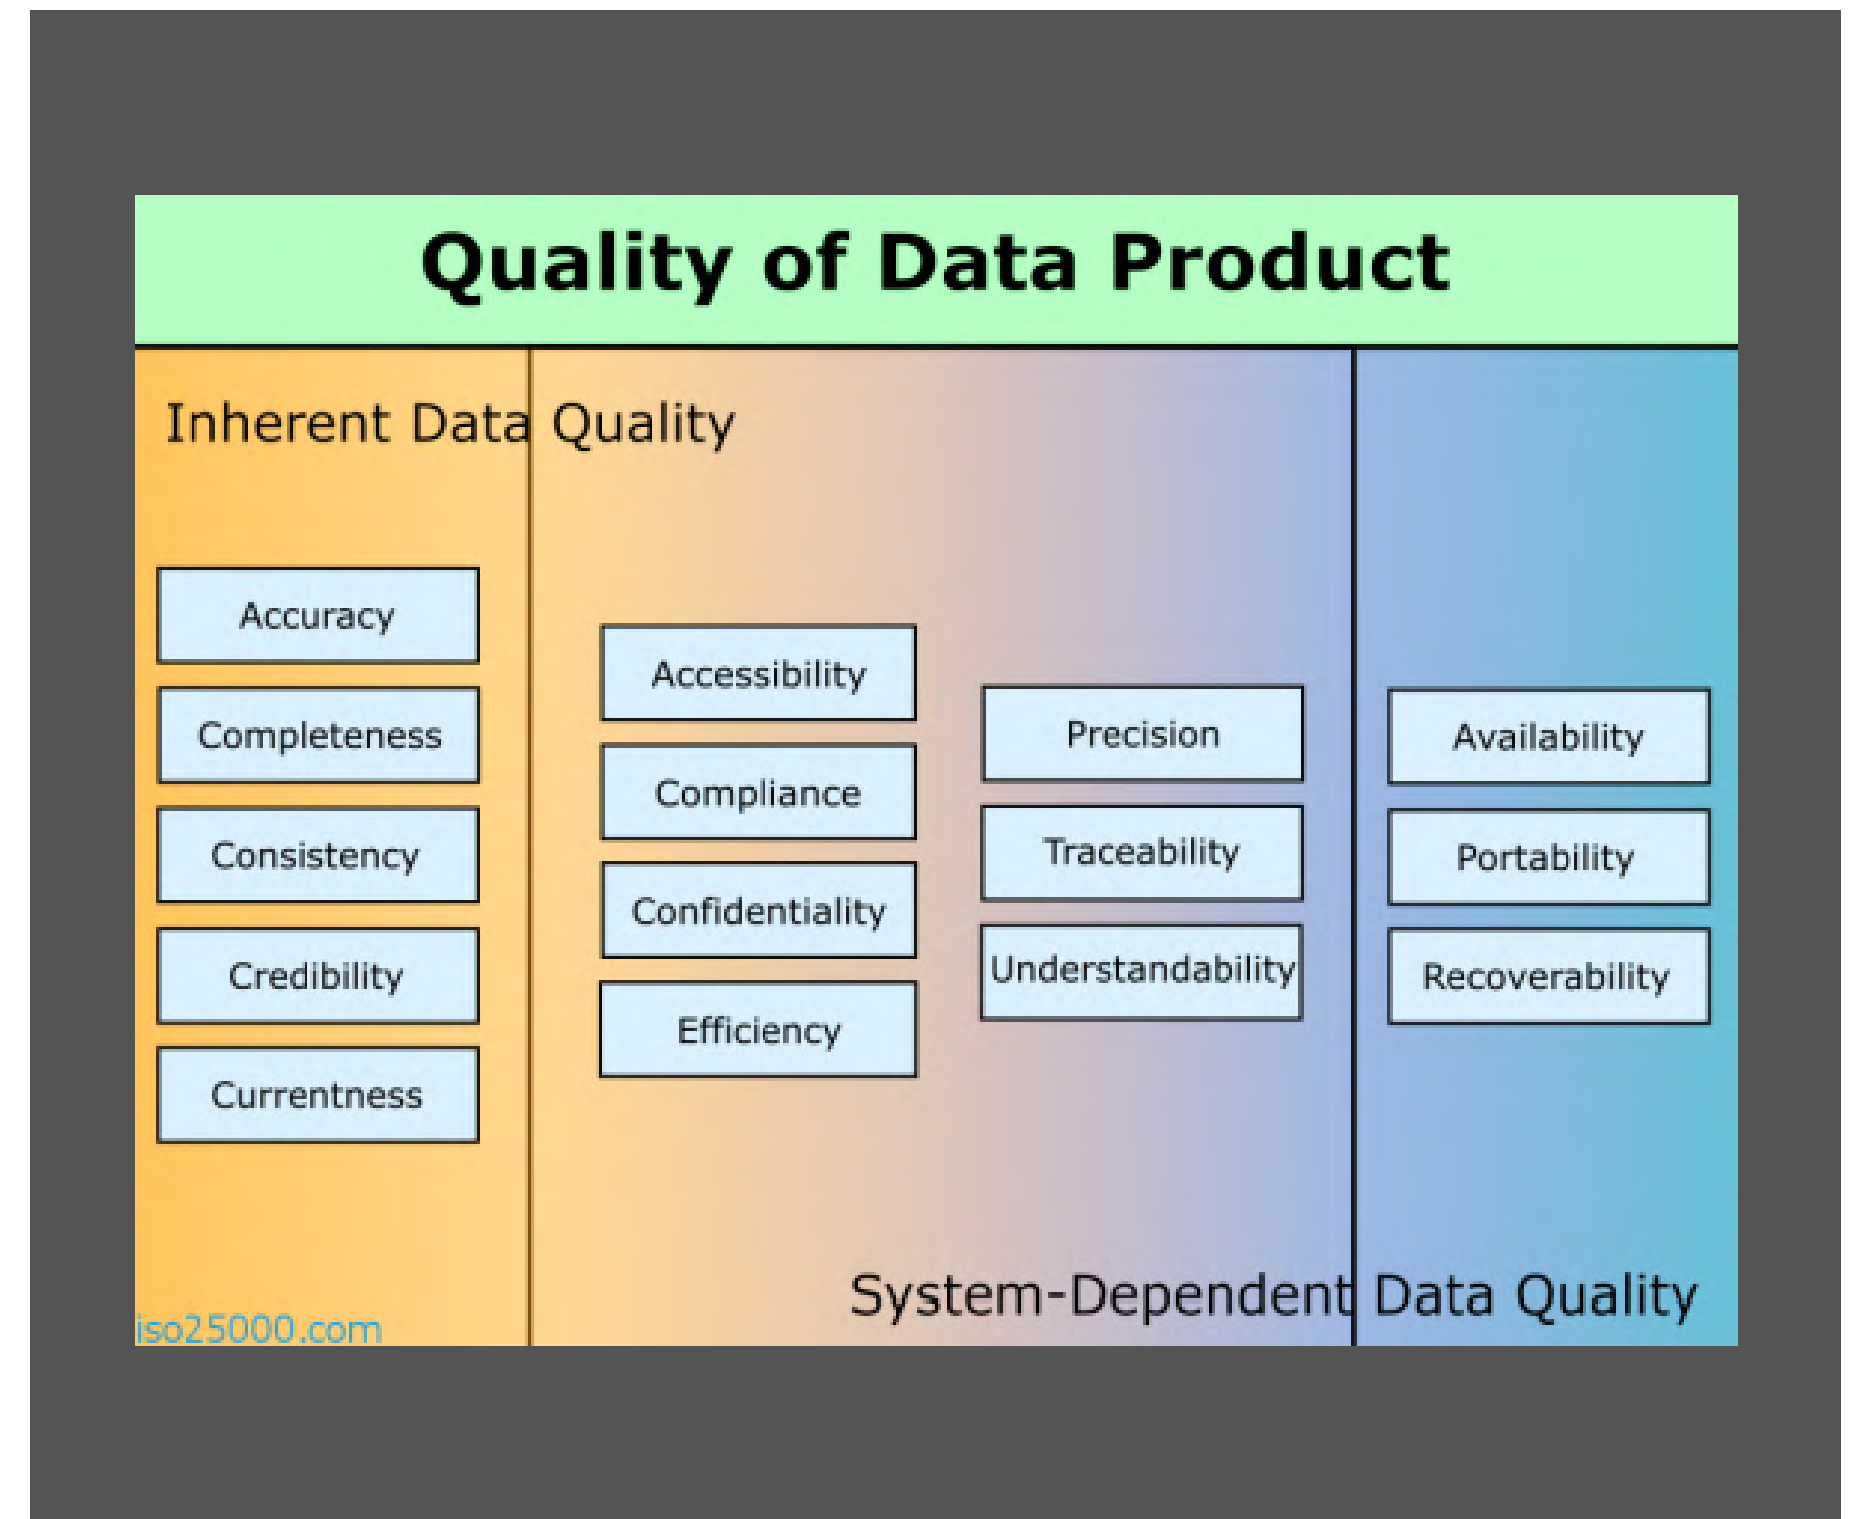 Quality of Data Product
Inherent Data Quality
Accuracy
Completeness
Consistency
Credibility
Currentness
Accessibility
Compliance
Confidentiality
Efficiency
Precision
Traceability
Understandability
Availability
Portability
Recoverability
System-Dependent Data Quality
iso25000.com